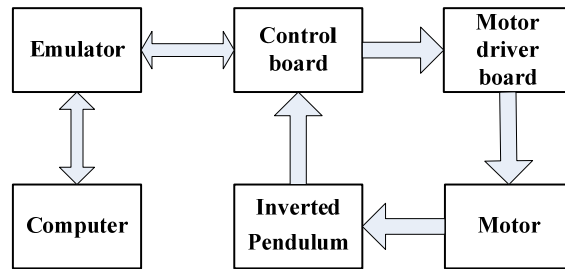 Emulator
Control
board
Motor
driver
board
Computer
Inverted
Pendulum
Motor